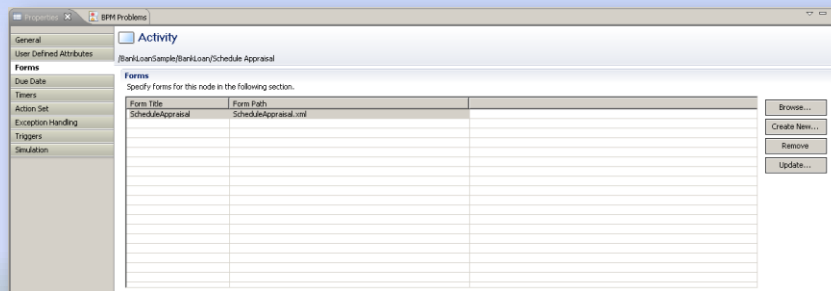 Properties BPM Problems
General
User Defined Attributes
Forms
Due Date
Timers
Action Set
Exception Handling
Triggers
Simulation
Activity
/BankLoanSample/BankLoan/Schedule Appraisal
Forms
Specify forms for this node in the following section.
Form Title Form Path
ScheduleAppraisal ScheduleAppraisal.xml
Browse...
Create New...
Remove
Update...